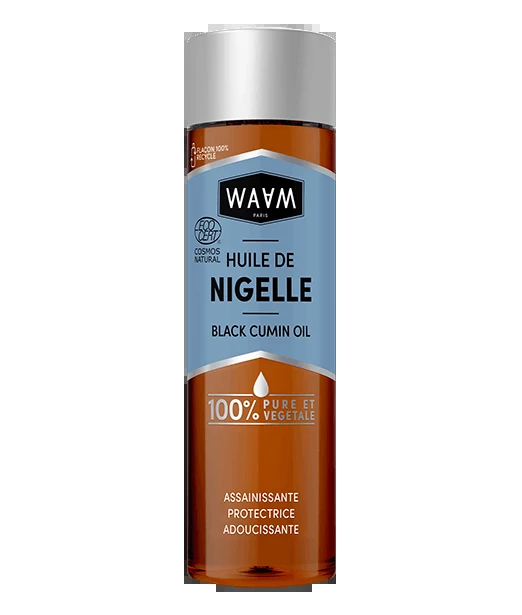 FLACON 100%
RECYCLÉ
WAAM
PARIS
ECO
CERT
COSMOS
NATURAL
HUILE DE
NIGELLE
BLACK CUMIN OIL
100% PURE ET
VEGETALE
ASSAINISSANTE
PROTECTRICE
ADOUCISSANTE